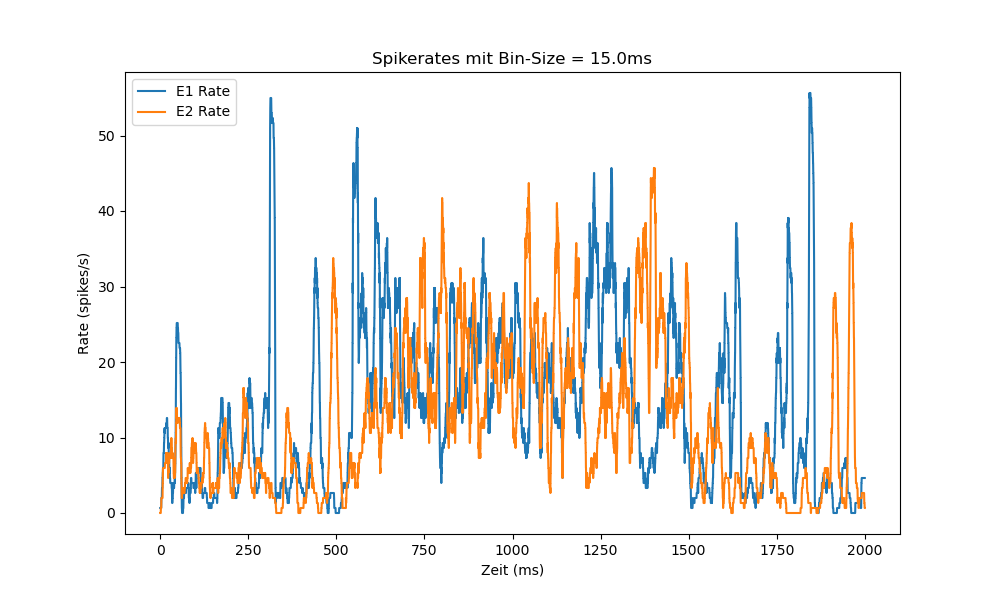 Spikerates mit Bin-Size = 15.0ms
E1 Rate
E2 Rate
Rate (spikes/s)
50
40
30
20
10
0
0 250 500 750 1000 1250 1500 1750 2000
Zeit (ms)